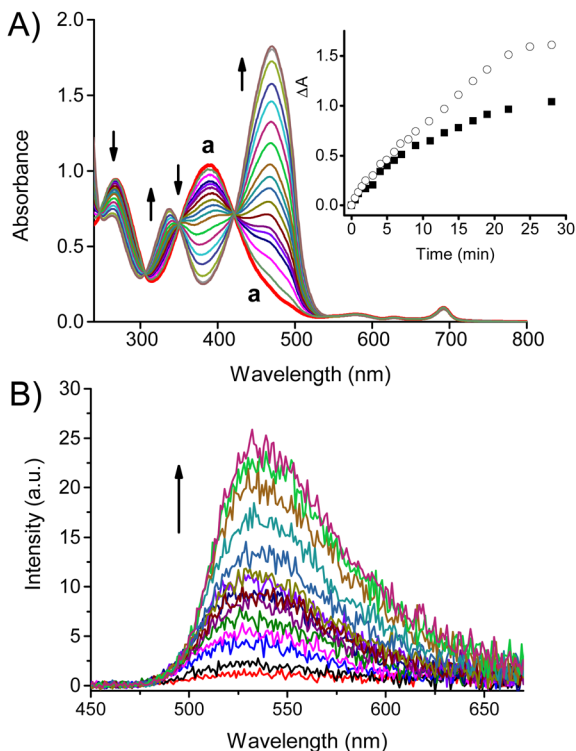 A)
2.0
1.5
1.0
0.5
0.0
Absorbance
a
a
300 400 500 600 700 800
Wavelength (nm)
1.5
1.0
0.5
0.0
ΔA
0 5 10 15 20 25 30
Time (min)
B)
30
25
20
15
10
5
0
Intensity (a.u.)
450 500 550 600 650
Wavelength (nm)